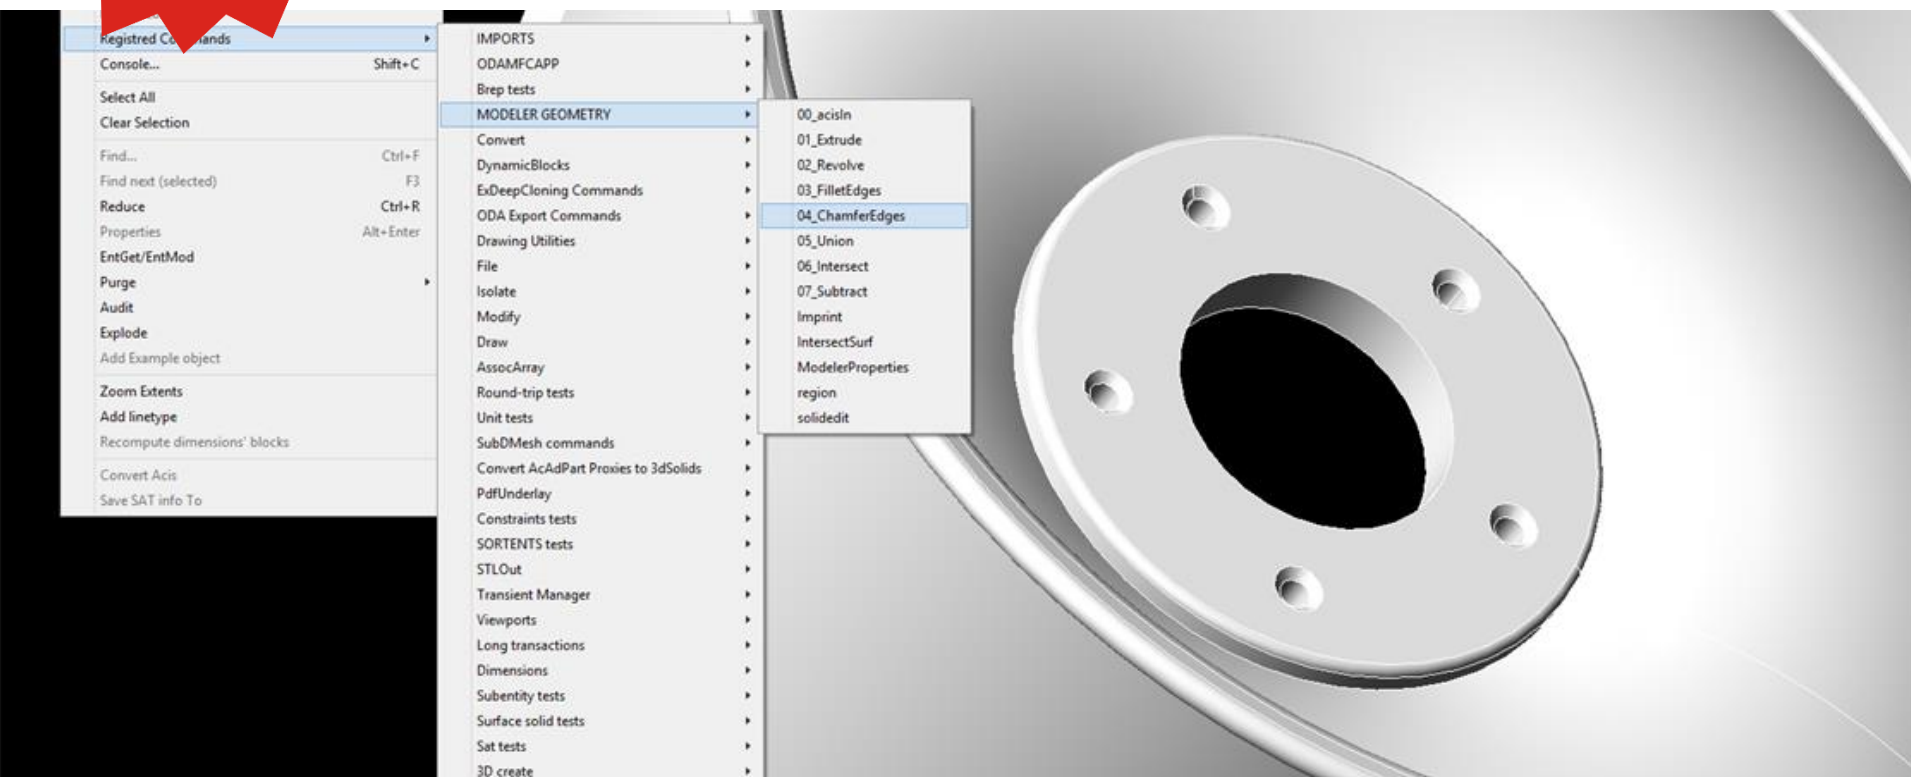 Registred Commands
Console... Shift+C
Select All
Clear Selection
Find... Ctrl+F
Find next (selected) F3
Reduce Ctrl+R
Properties Alt+Enter
EntGet/EntMod
Purge
Audit
Explode
Add Example object
Zoom Extents
Add linetype
Recompute dimensions' blocks
Convert Acis
Save SAT info To
IMPORTS
ODAMFCAPP
Brep tests
MODELER GEOMETRY
Convert
DynamicBlocks
ExDeepCloning Commands
ODA Export Commands
Drawing Utilities
File
Isolate
Modify
Draw
AssocArray
Round-trip tests
Unit tests
SubDMesh commands
Convert AcAdPart Proxies to 3dSolids
PdfUnderlay
Constraints tests
SORTENTS tests
STLOut
Transient Manager
Viewports
Long transactions
Dimensions
Subentity tests
Surface solid tests
Sat tests
3D create
00_acisIn
01_Extrude
02_Revolve
03_FilletEdges
04_ChamferEdges
05_Union
06_Intersect
07_Subtract
Imprint
IntersectSurf
ModelerProperties
region
solidedit